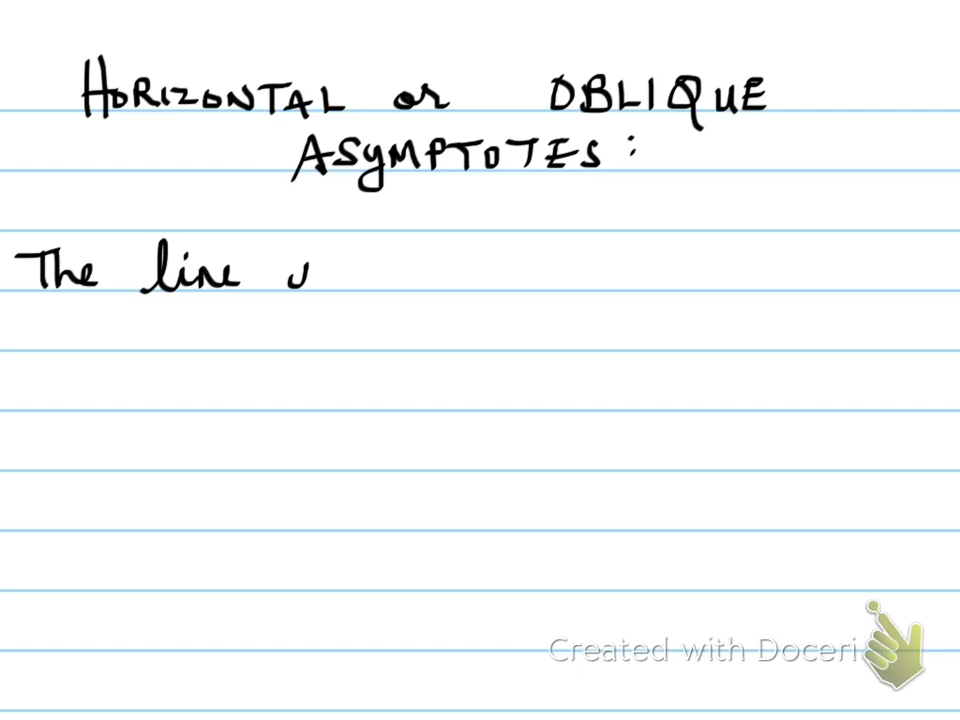 HORIZONTAL or OBLIQUE
ASYMPTOTES :
The line
Created with Doceri